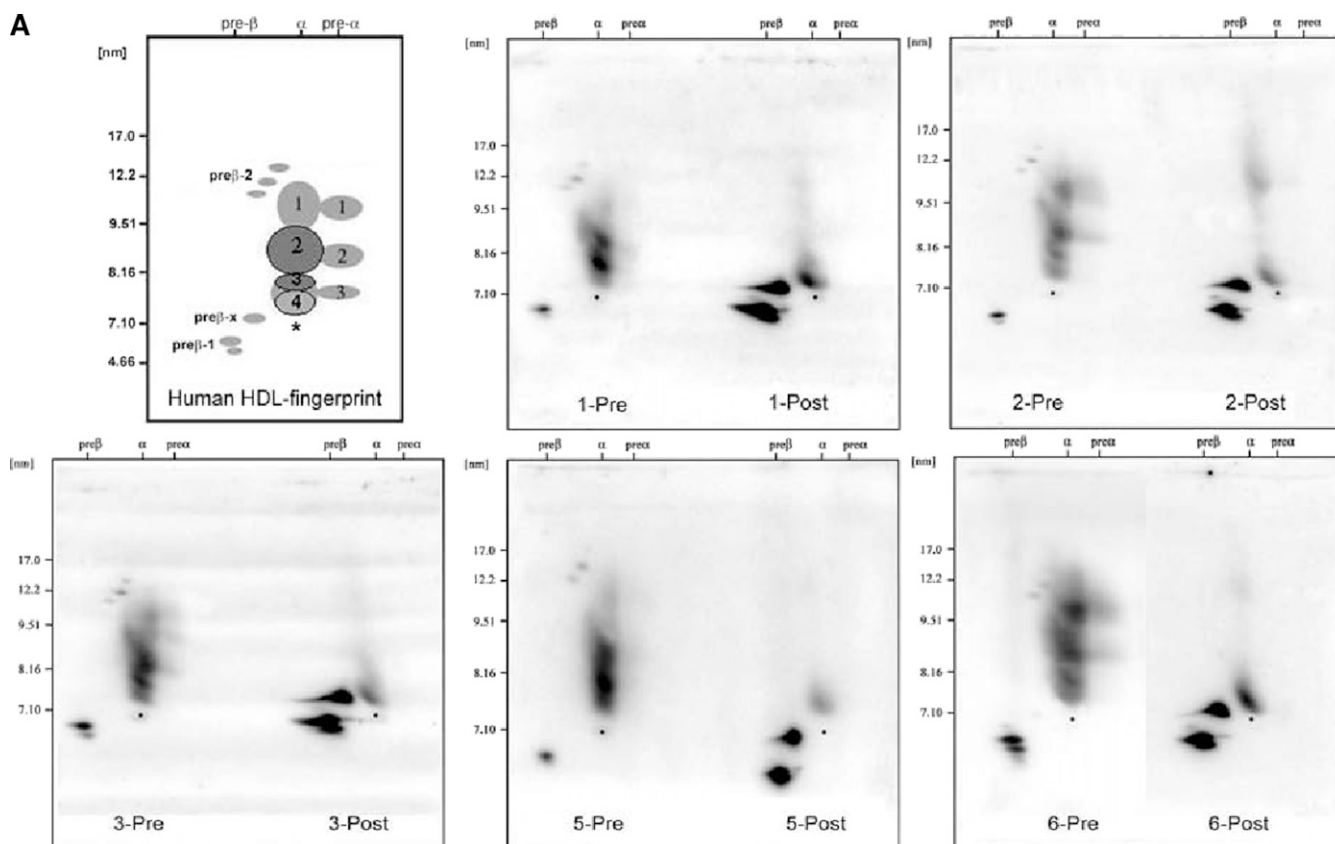 A
pre-β α pre-α
[nm]
17.0
12.2
9.51
8.16
7.10
4.66
preβ-2
1 1
2 2
3 3
4
preβ-x
*
preβ-1
Human HDL-fingerprint
preβ α preα preβ α preα
[nm]
17.0
12.2
9.51
8.16
7.10
1-Pre 1-Post
preβ α preα preβ α preα
[nm]
17.0
12.2
9.51
8.16
7.10
2-Pre 2-Post
preβ α preα preβ α preα
[nm]
17.0
12.2
9.51
8.16
7.10
3-Pre 3-Post
preβ α preα preβ α preα
[nm]
17.0
12.2
9.51
8.16
7.10
5-Pre 5-Post
preβ α preα preβ α preα
[nm]
17.0
12.2
9.51
8.16
7.10
6-Pre 6-Post